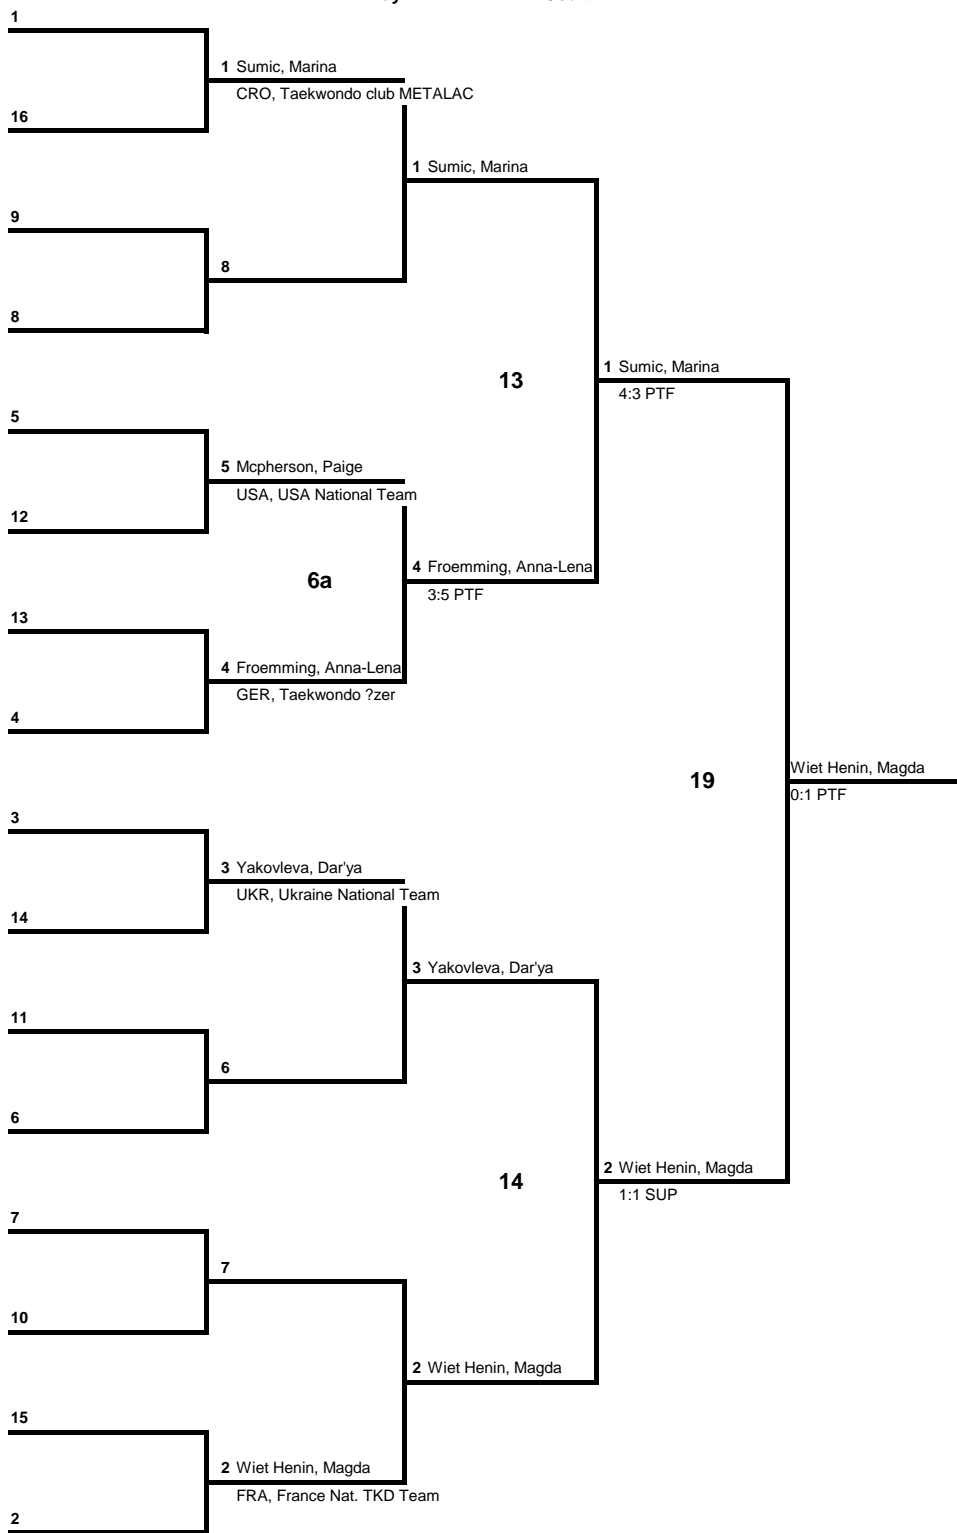 1
1 Sumic, Marina
CRO, Taekwondo club METALAC
16
1 Sumic, Marina
9
8
8
1 Sumic, Marina
4:3 PTF
13
5
5 Mcpherson, Paige
USA, USA National Team
12
4 Froemming, Anna-Lena
3:5 PTF
6a
13
4 Froemming, Anna-Lena
GER, Taekwondo ?zer
4
Wiet Henin, Magda
0:1 PTF
19
3
3 Yakovleva, Dar'ya
UKR, Ukraine National Team
14
3 Yakovleva, Dar'ya
11
6
6
2 Wiet Henin, Magda
1:1 SUP
14
7
7
10
2 Wiet Henin, Magda
15
2 Wiet Henin, Magda
FRA, France Nat. TKD Team
2